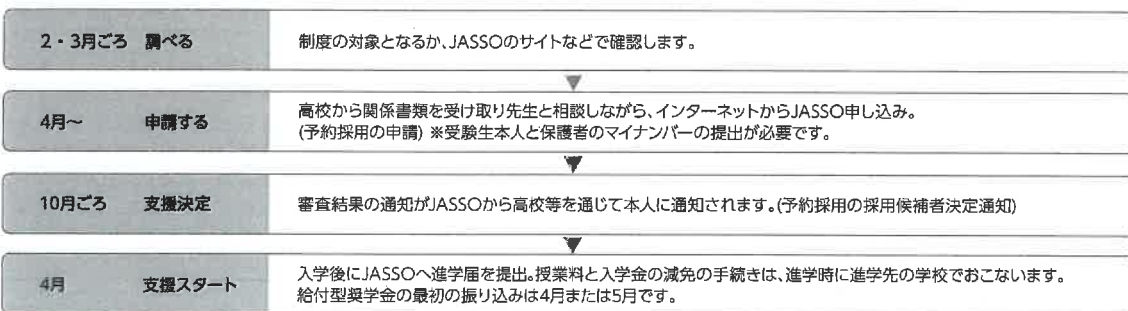 2・3月ごろ 調べる
制度の対象となるか、JASSOのサイトなどで確認します。
4月～ 申請する
高校から関係書類を受け取り先生と相談しながら、インターネットからJASSO申し込み。
(予約採用の申請) ※受験生本人と保護者のマイナンバーの提出が必要です。
10月ごろ 支援決定
審査結果の通知がJASSOから高校等を通じて本人に通知されます。(予約採用の採用候補者決定通知)
4月 支援スタート
入学後にJASSOへ進学届を提出。授業料と入学金の減免の手続きは、進学時に進学先の学校でおこないます。
給付型奨学金の最初の振り込みは4月または5月です。